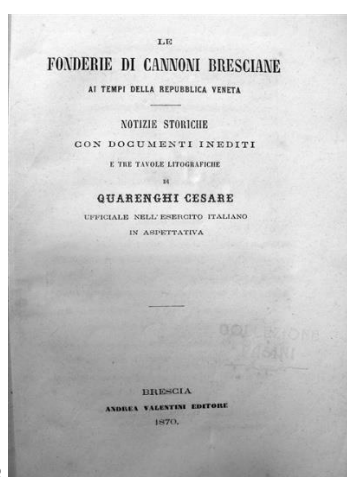 LE
FONDERIE DI CANNONI BRESCIANE
AI TEMPI DELLA REPUBBLICA VENETA
NOTIZIE STORICHE
CON DOCUMENTI INEDITI
E TRE TAVOLE LITOGRAFICHE
DI
QUARENGHI CESARE
UFFICIALE NELL'ESERCITO ITALIANO
IN ASPETTATIVA
BRESCIA
ANDREA VALENTINI EDITORE
1870.